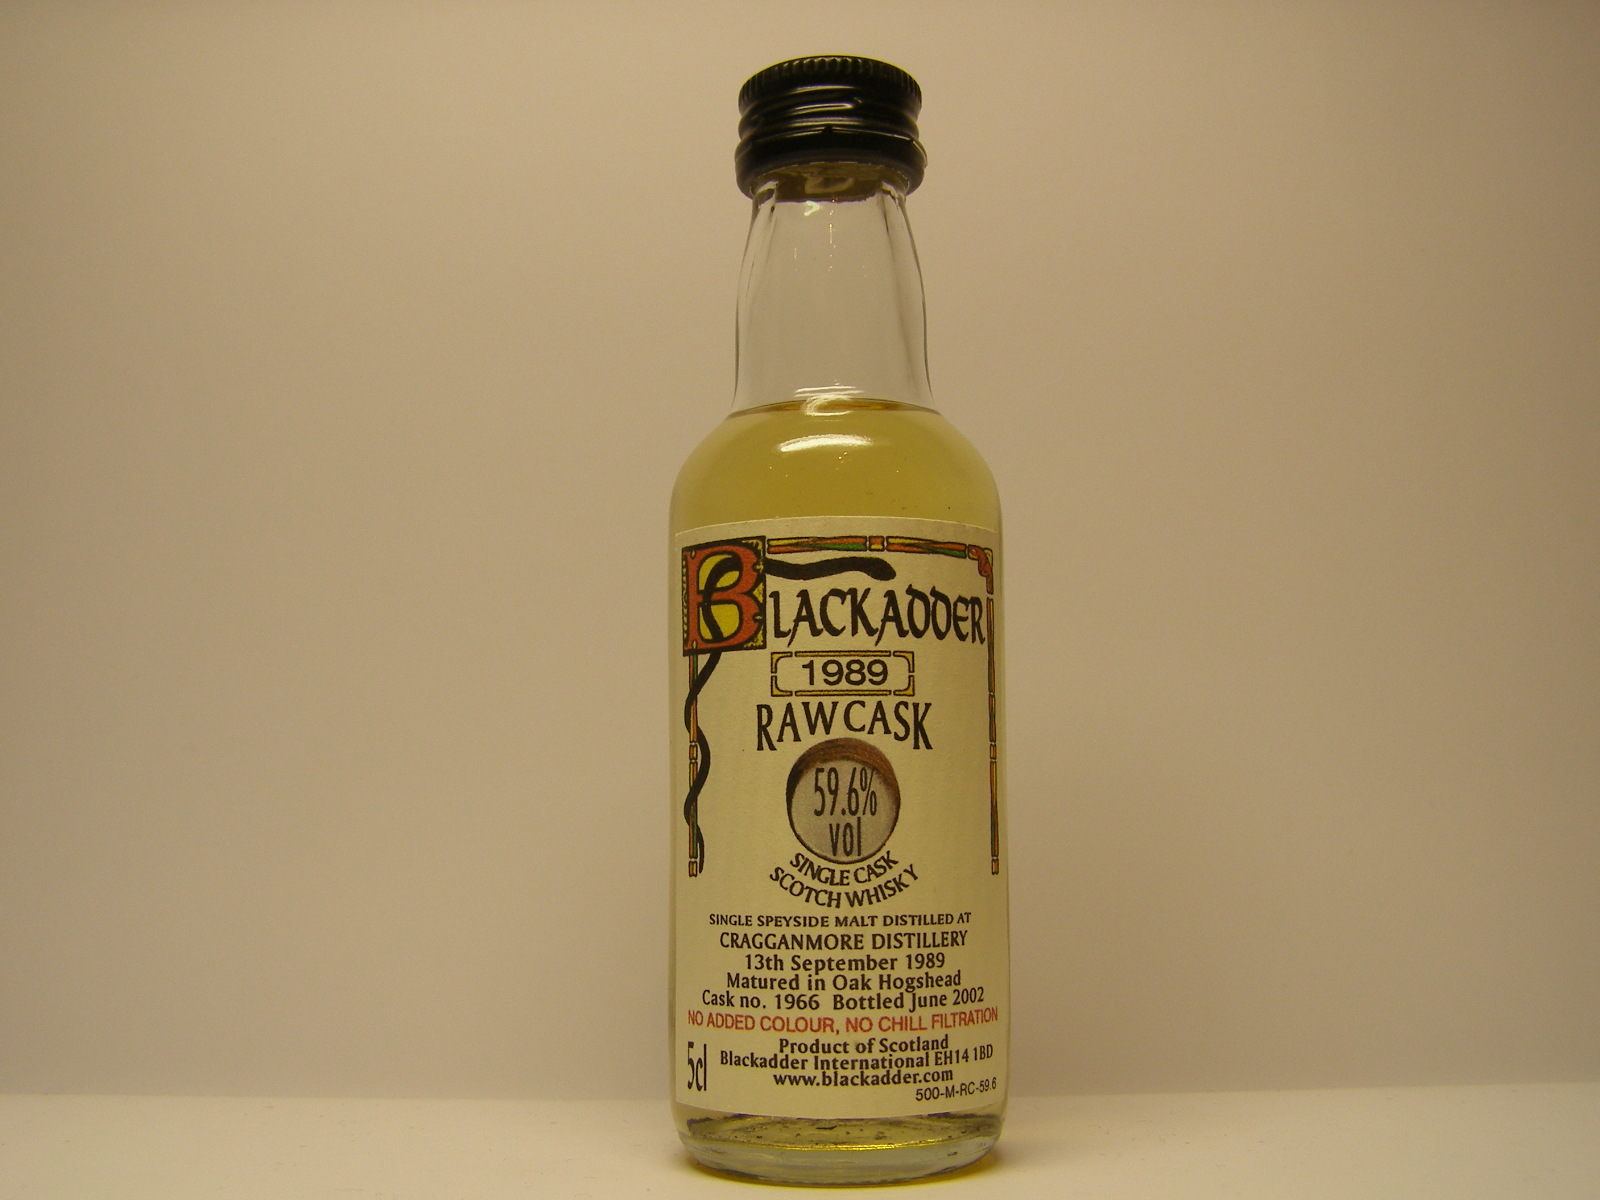 BLACKADDER
1989
RAW CASK
59.6%
vol
SINGLE CASK
SCOTCH WHISKY
SINGLE SPEYSIDE MALT DISTILLED AT
CRAGGANMORE DISTILLERY
13th September 1989
Matured in Oak Hogshead
Cask no. 1966 Bottled June 2002
NO ADDED COLOUR, NO CHILL FILTRATION
Product of Scotland
5cl Blackadder International EH14 1BD
www.blackadder.com
500-M-RC-59.6